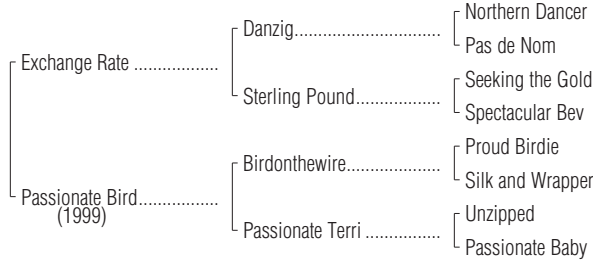 Northern Dancer
Danzig................................
Pas de Nom
Exchange Rate ..................
Seeking the Gold
Sterling Pound..................
Spectacular Bev
Proud Birdie
Birdonthewire....................
Silk and Wrapper
Passionate Bird.................
(1999)
Unzipped
Passionate Terri ................
Passionate Baby